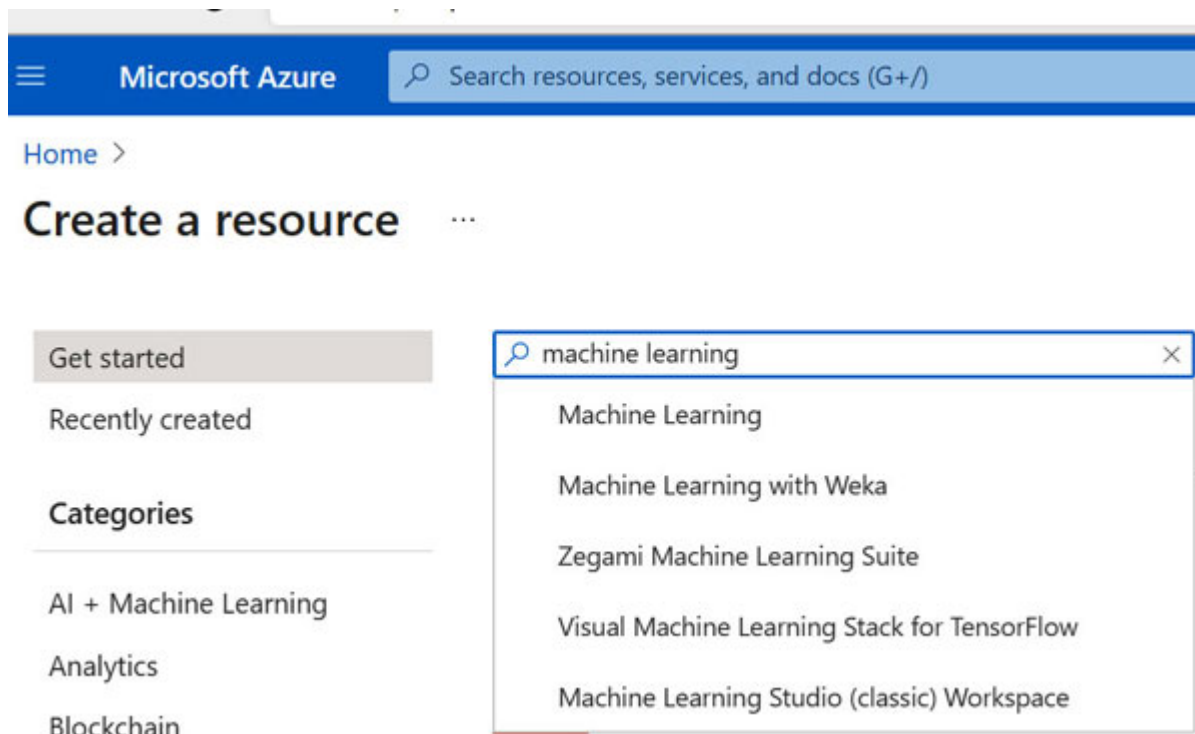 Microsoft Azure
Search resources, services, and docs (G+/)
Home >
Create a resource ...
Get started
Recently created
Categories
AI + Machine Learning
Analytics
Blockchain
machine learning
Machine Learning
Machine Learning with Weka
Zegami Machine Learning Suite
Visual Machine Learning Stack for TensorFlow
Machine Learning Studio (classic) Workspace